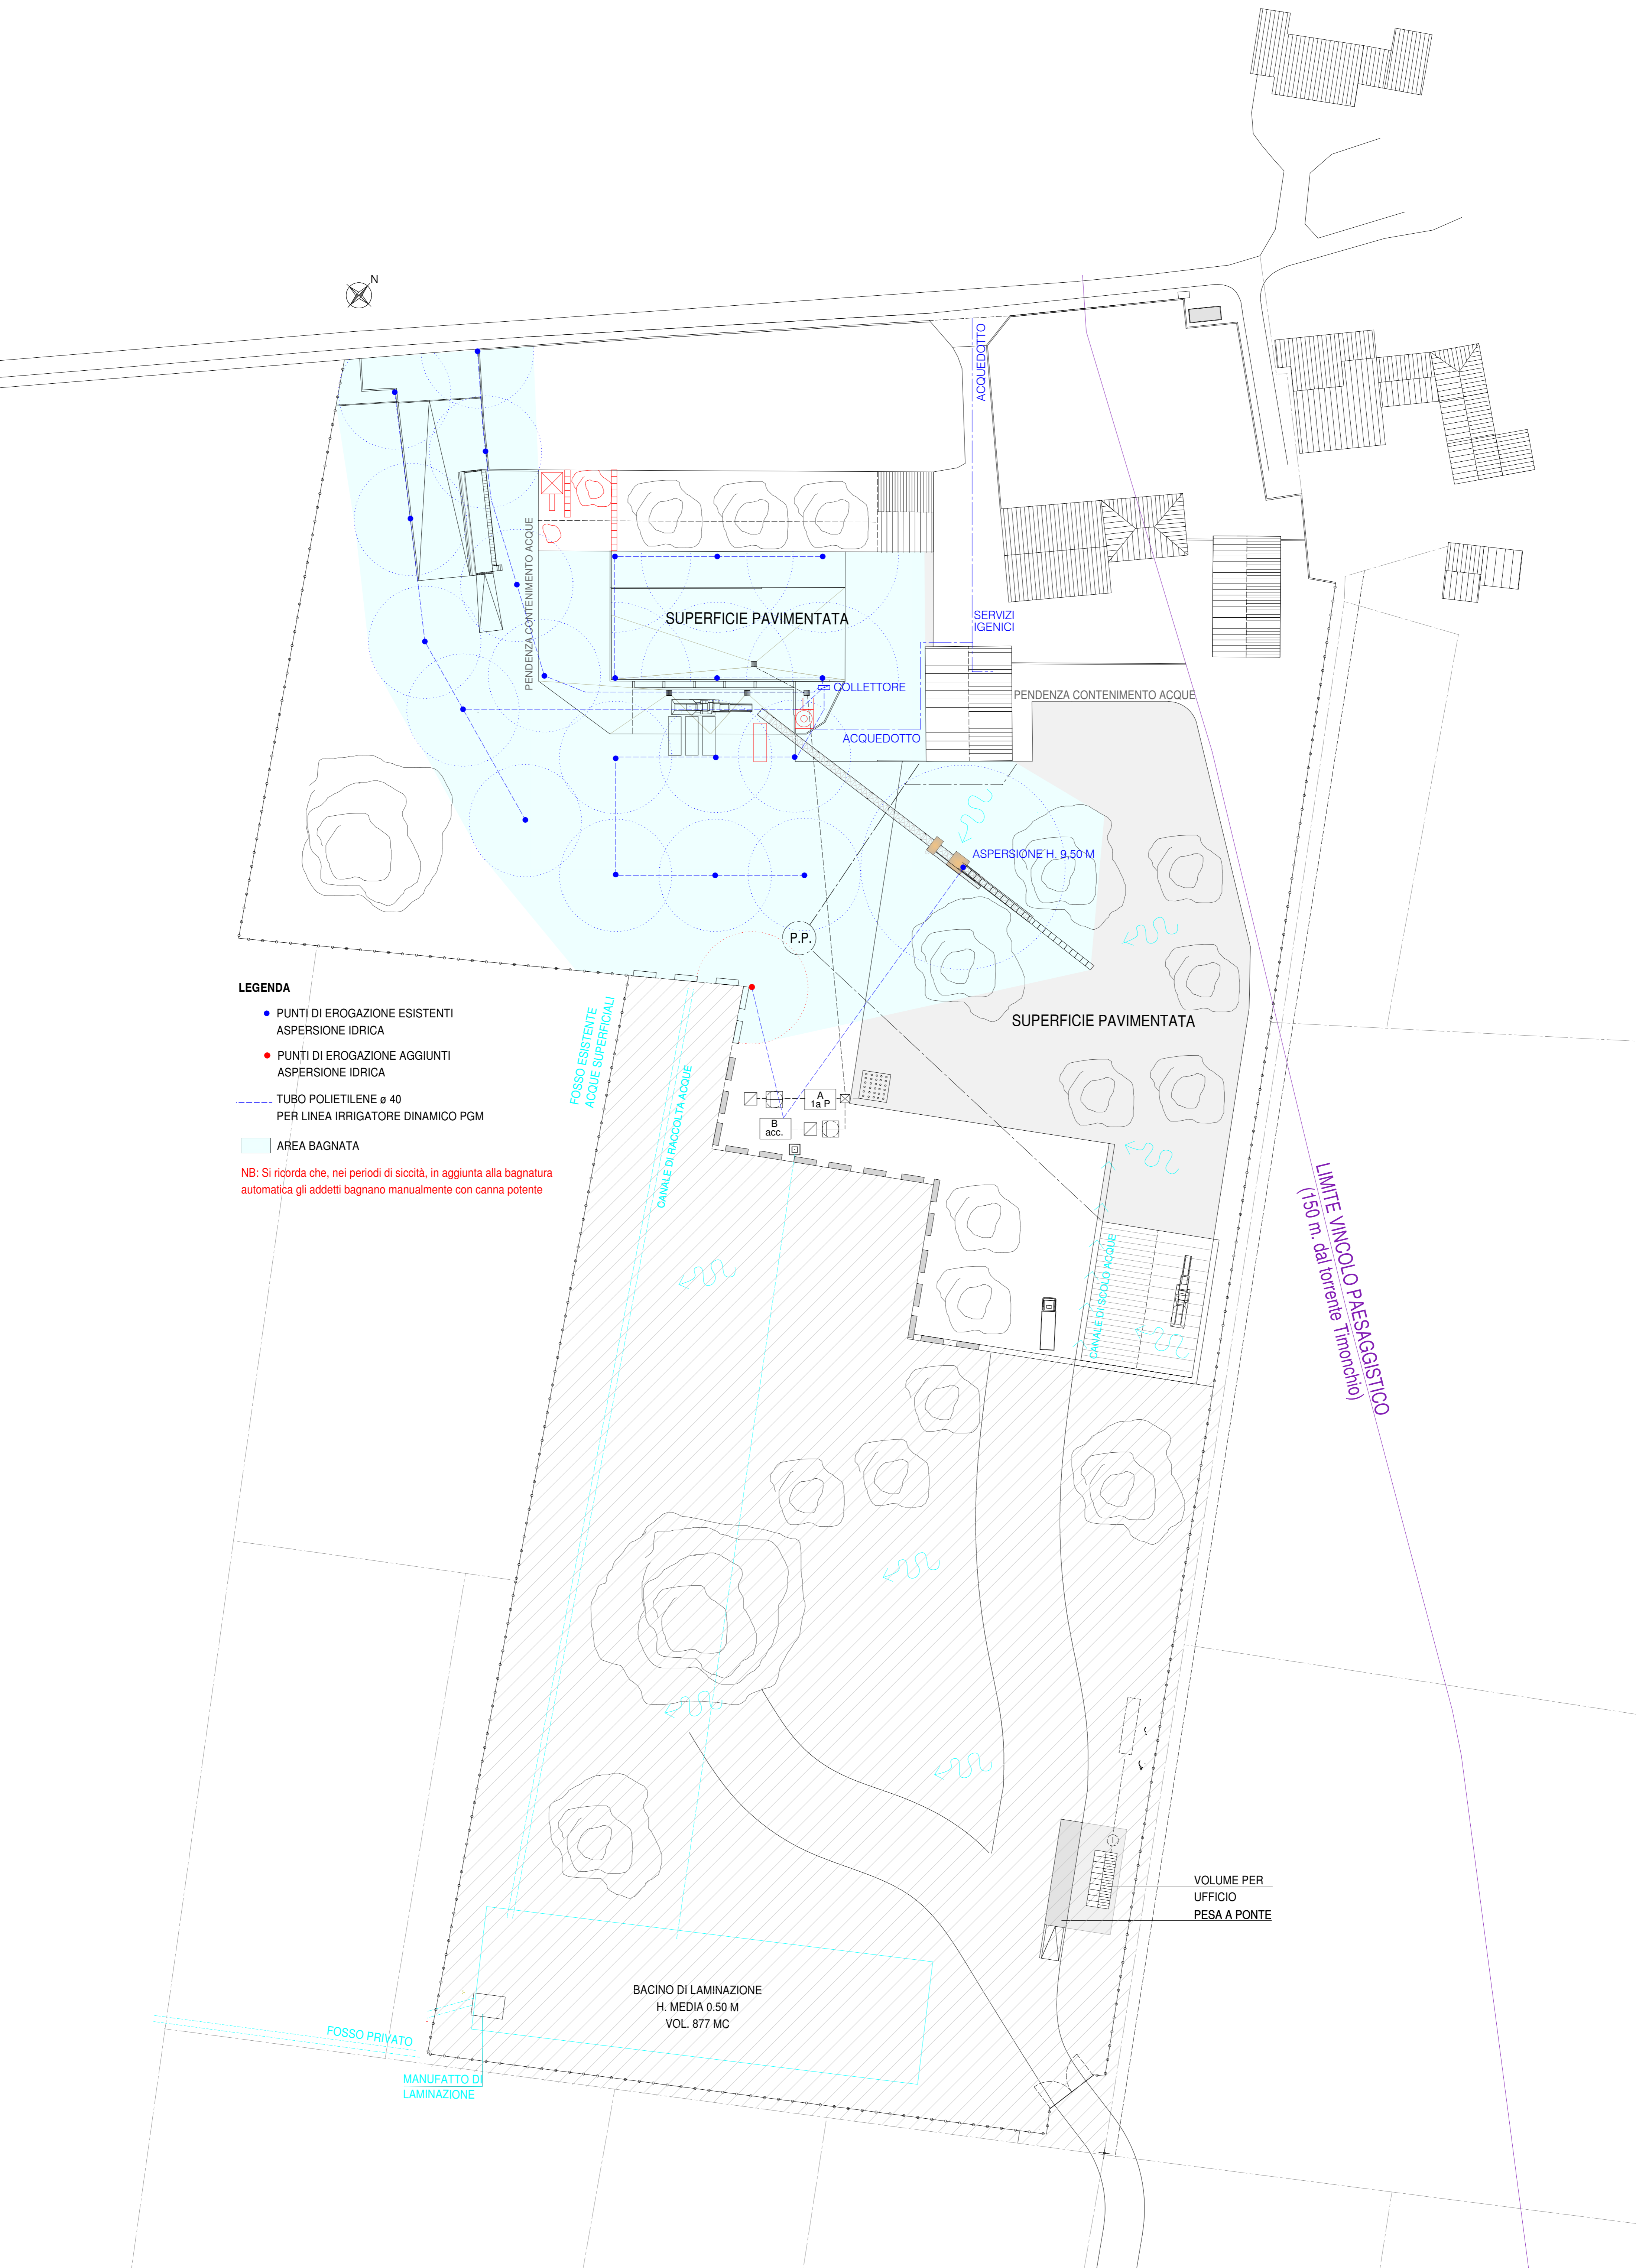 N
ACQUEDOTTO
PENDENZA CONTENIMENTO ACQUE
SUPERFICIE PAVIMENTATA
SERVIZI
IGENICI
COLLETTORE
PENDENZA CONTENIMENTO ACQUE
ACQUEDOTTO
ASPERSIONE H. 9,50 M
P.P.
SUPERFICIE PAVIMENTATA
LEGENDA
PUNTI DI EROGAZIONE ESISTENTI
ASPERSIONE IDRICA
PUNTI DI EROGAZIONE AGGIUNTI
ASPERSIONE IDRICA
TUBO POLIETILENE ø 40
PER LINEA IRRIGATORE DINAMICO PGM
AREA BAGNATA
NB: Si ricorda che, nei periodi di siccità, in aggiunta alla bagnatura
automatica gli addetti bagnano manualmente con canna potente
FOSSO ESISTENTE
ACQUE SUPERFICIALI
CANALE DI RACCOLTA ACQUE
A
1a P
B
acc.
CANALE DI SCOLO ACQUE
LIMITE VINCOLO PAESAGGISTICO
(150 m. dal torrente Timonchio)
VOLUME PER
UFFICIO
PESA A PONTE
BACINO DI LAMINAZIONE
H. MEDIA 0.50 M
VOL. 877 MC
FOSSO PRIVATO
MANUFATTO DI
LAMINAZIONE